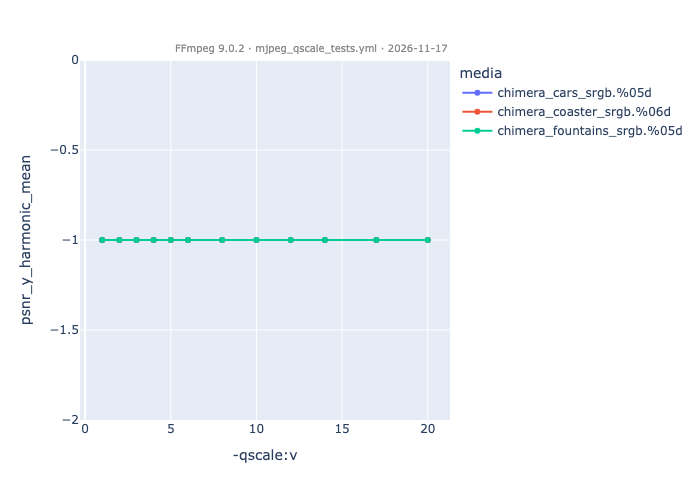 FFmpeg 9.0.2 · mjpeg_qscale_tests.yml · 2026-11-17
media
chimera_cars_srgb.%05d
chimera_coaster_srgb.%06d
chimera_fountains_srgb.%05d
psnr_y_harmonic_mean
0
−0.5
−1
−1.5
−2
0 5 10 15 20
-qscale:v